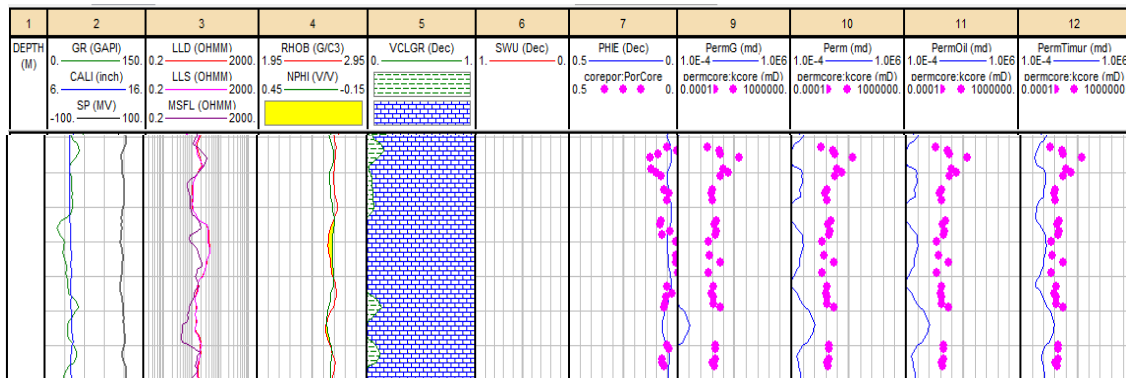 1 2 3 4 5 6 7 8 9 10 11 12
DEPTH (M)
GR (GAPI)
0. 150.
CALI (inch)
6. 16.
SP (MV)
-100. 100.
LLD (OHMM)
0.2 2000.
LLS (OHMM)
0.2 2000.
MSFL (OHMM)
0.2 2000.
RHOB (G/C3)
1.95 2.95
NPHI (V/V)
0.45 -0.15
VCLGR (Dec)
0. 1.
SWU (Dec)
1. 0.
PHIE (Dec)
0.5 0.
corepor:PorCore
0.5 0.
PermG (md)
1.0E-4 1.0E6
permcore:kcore (mD)
0.0001 1000000.
Perm (md)
1.0E-4 1.0E6
permcore:kcore (mD)
0.0001 1000000.
PermOil (md)
1.0E-4 1.0E6
permcore:kcore (mD)
0.0001 1000000.
PermTimur (md)
1.0E-4 1.0E6
permcore:kcore (mD)
0.0001 1000000.